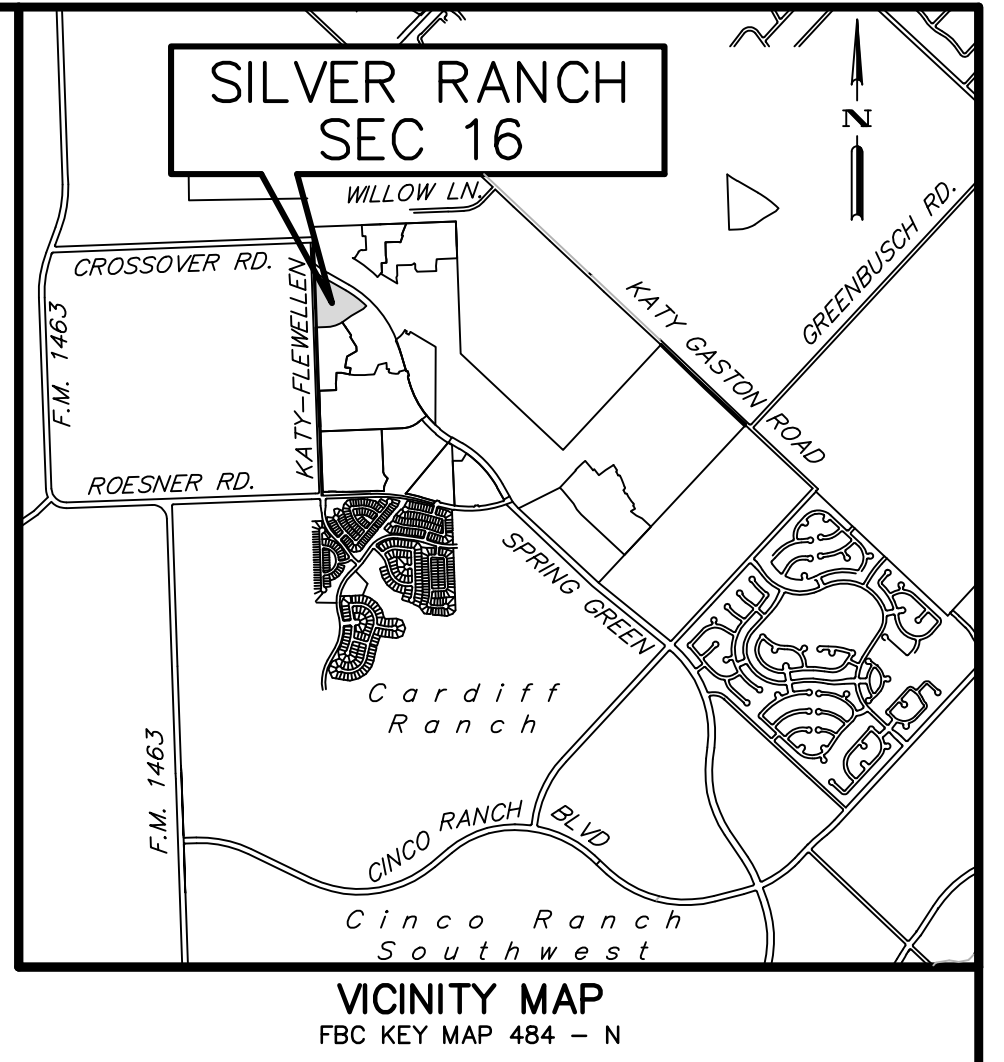 SILVER RANCH
SEC 16
N
WILLOW LN.
CROSSOVER RD.
F.M. 1463
KATY-FLEWELLEN
KATY GASTON ROAD
GREENBUSCH RD.
ROESNER RD.
SPRING GREEN
Cardiff
Ranch
F.M. 1463
CINCO RANCH BLVD
Cinco Ranch
Southwest
VICINITY MAP
FBC KEY MAP 484 - N